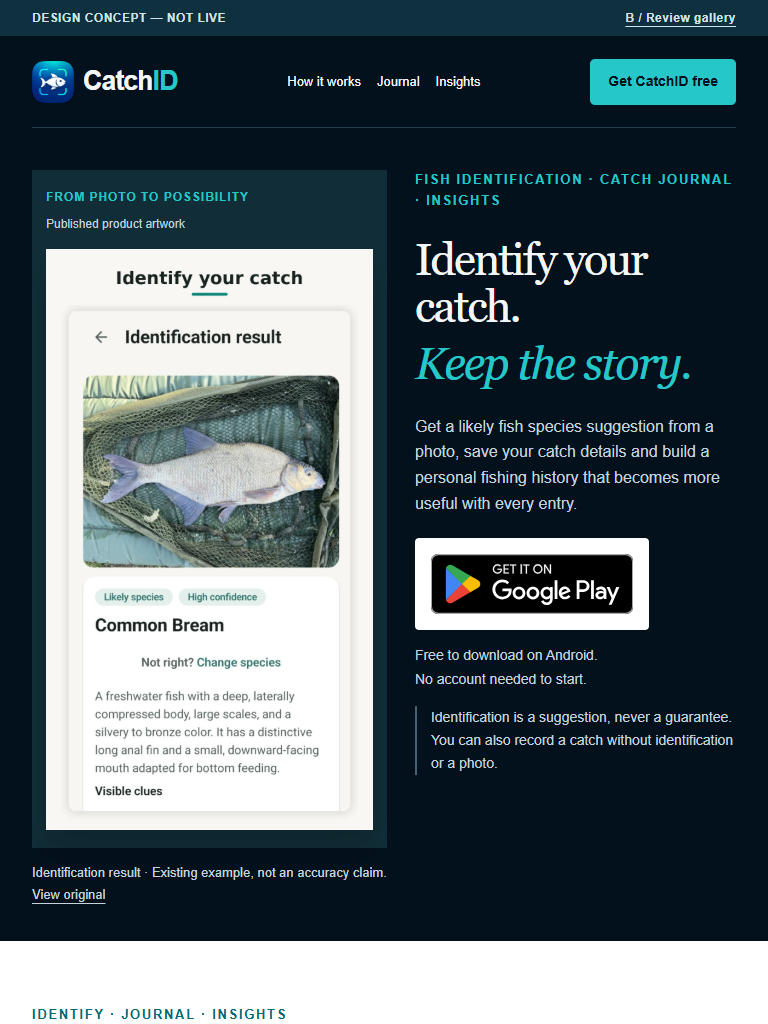 DESIGN CONCEPT — NOT LIVE
B / Review gallery
CatchID
How it works
Journal
Insights
Get CatchID free
FROM PHOTO TO POSSIBILITY
Published product artwork
Identify your catch
Identification result
Likely species
High confidence
Common Bream
Not right? Change species
A freshwater fish with a deep, laterally
compressed body, large scales, and a
silvery to bronze color. It has a distinctive
long anal fin and a small, downward-facing
mouth adapted for bottom feeding.
Visible clues
Identification result · Existing example, not an accuracy claim.
View original
FISH IDENTIFICATION · CATCH JOURNAL
· INSIGHTS
Identify your
catch.
Keep the story.
Get a likely fish species suggestion from a
photo, save your catch details and build a
personal fishing history that becomes more
useful with every entry.
GET IT ON
Google Play
Free to download on Android.
No account needed to start.
Identification is a suggestion, never a guarantee.
You can also record a catch without identification
or a photo.
IDENTIFY · JOURNAL · INSIGHTS